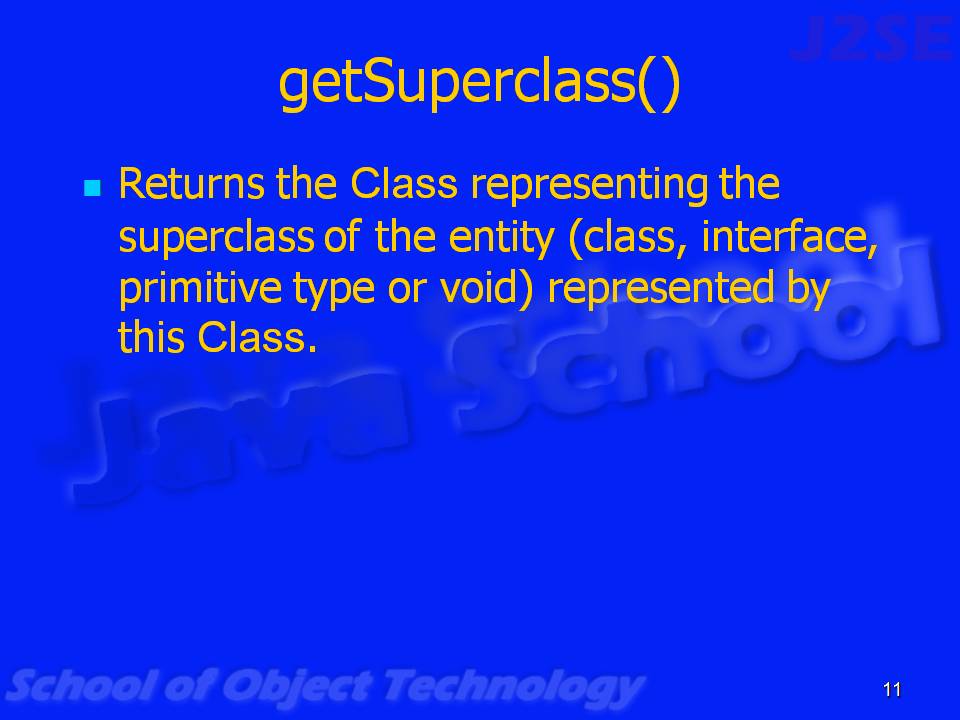 J2SE
getSuperclass()
Returns the Class representing the
superclass of the entity (class, interface,
primitive type or void) represented by
this Class.
Java School
School of Object Technology
11